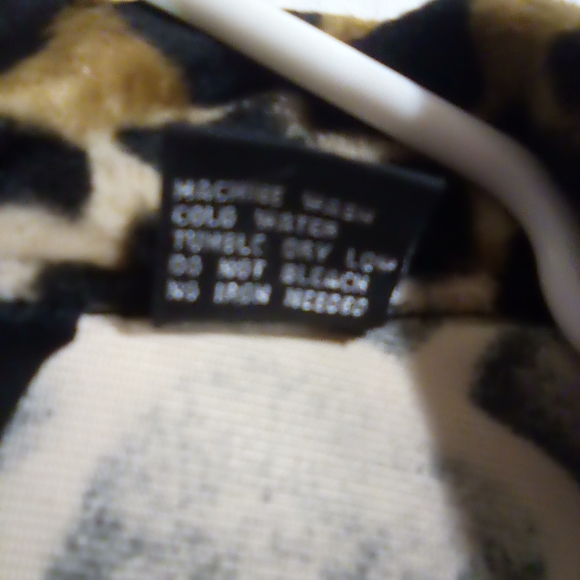 MACHINE WASH
COLD WATER
TUMBLE DRY LOW
DO NOT BLEACH
NO IRON NEEDED